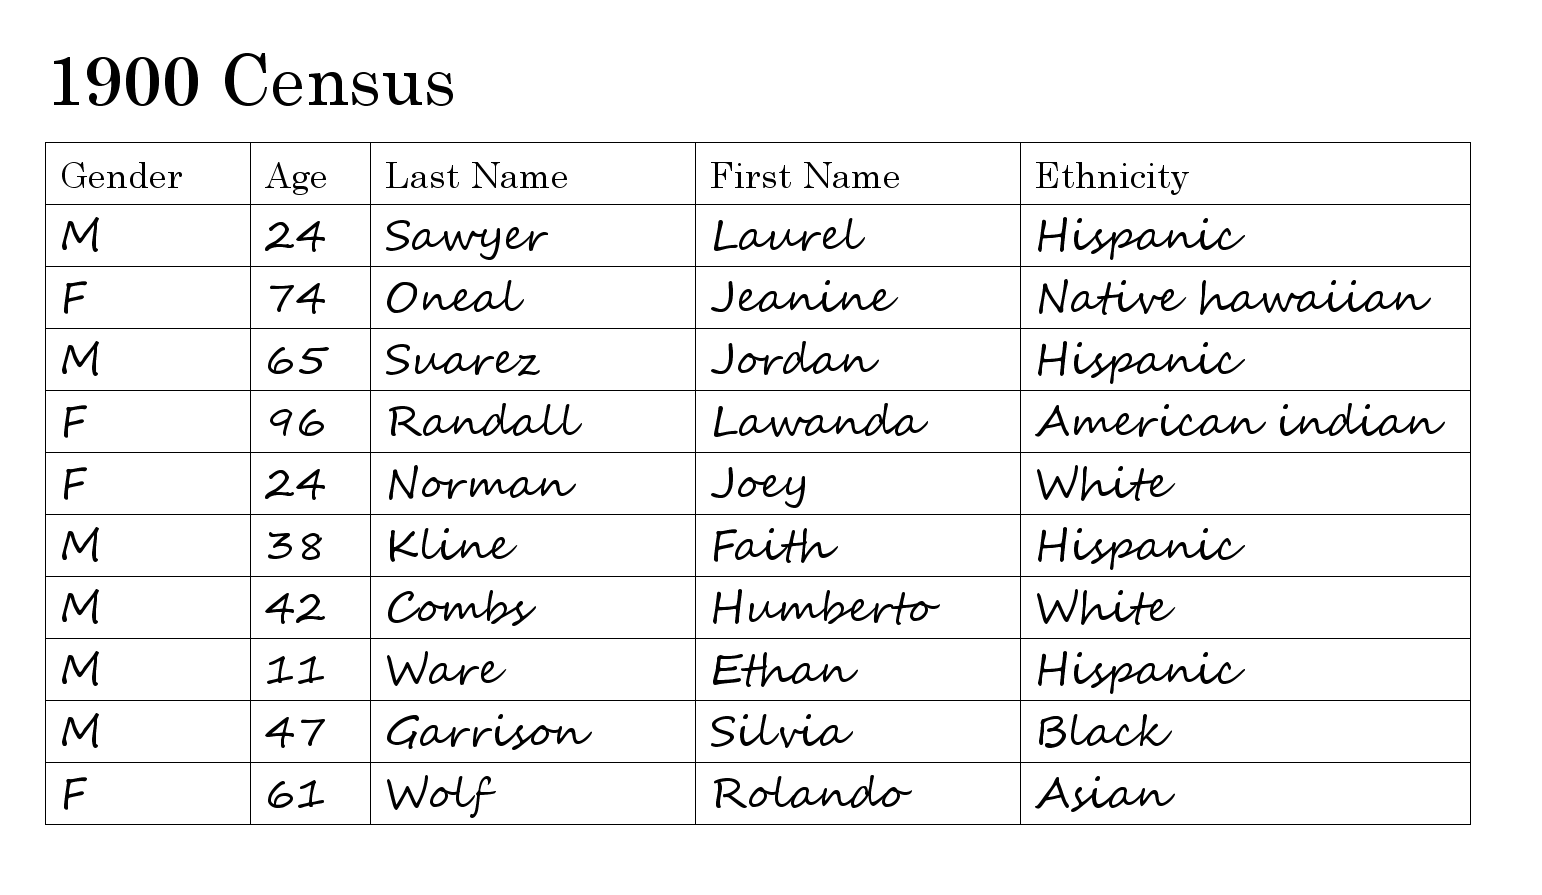 1900 Census
Gender Age Last Name First Name Ethnicity
M 24 Sawyer Laurel Hispanic
F 74 Oneal Jeanine Native hawaiian
M 65 Suarez Jordan Hispanic
F 96 Randall Lawanda American indian
F 24 Norman Joey White
M 38 Kline Faith Hispanic
M 42 Combs Humberto White
M 11 Ware Ethan Hispanic
M 47 Garrison Silvia Black
F 61 Wolf Rolando Asian